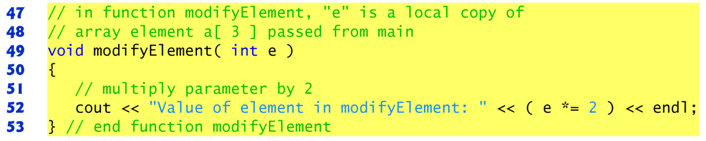 47 // in function modifyElement, "e" is a local copy of
48 // array element a[ 3 ] passed from main
49 void modifyElement( int e )
50 {
51    // multiply parameter by 2
52    cout << "Value of element in modifyElement: " << ( e *= 2 ) << endl;
53 } // end function modifyElement